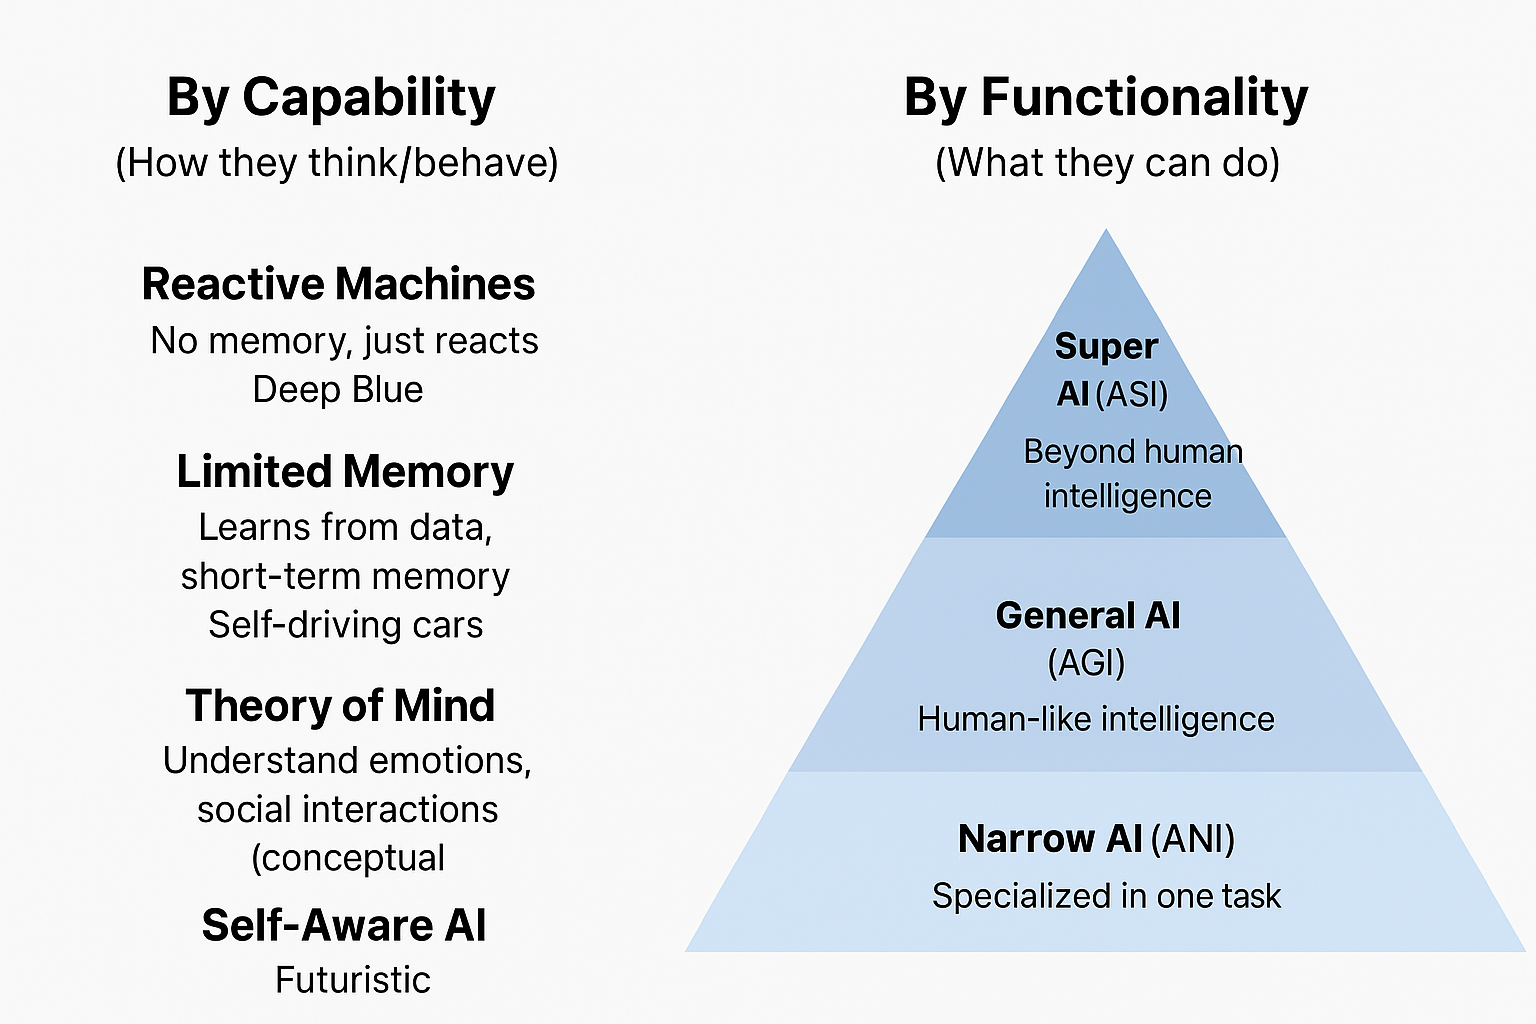 By Capability
(How they think/behave)
Reactive Machines
No memory, just reacts
Deep Blue
Limited Memory
Learns from data,
short-term memory
Self-driving cars
Theory of Mind
Understand emotions,
social interactions
(conceptual
Self-Aware AI
Futuristic
By Functionality
(What they can do)
Super
AI (ASI)
Beyond human
intelligence
General AI
(AGI)
Human-like intelligence
Narrow AI (ANI)
Specialized in one task